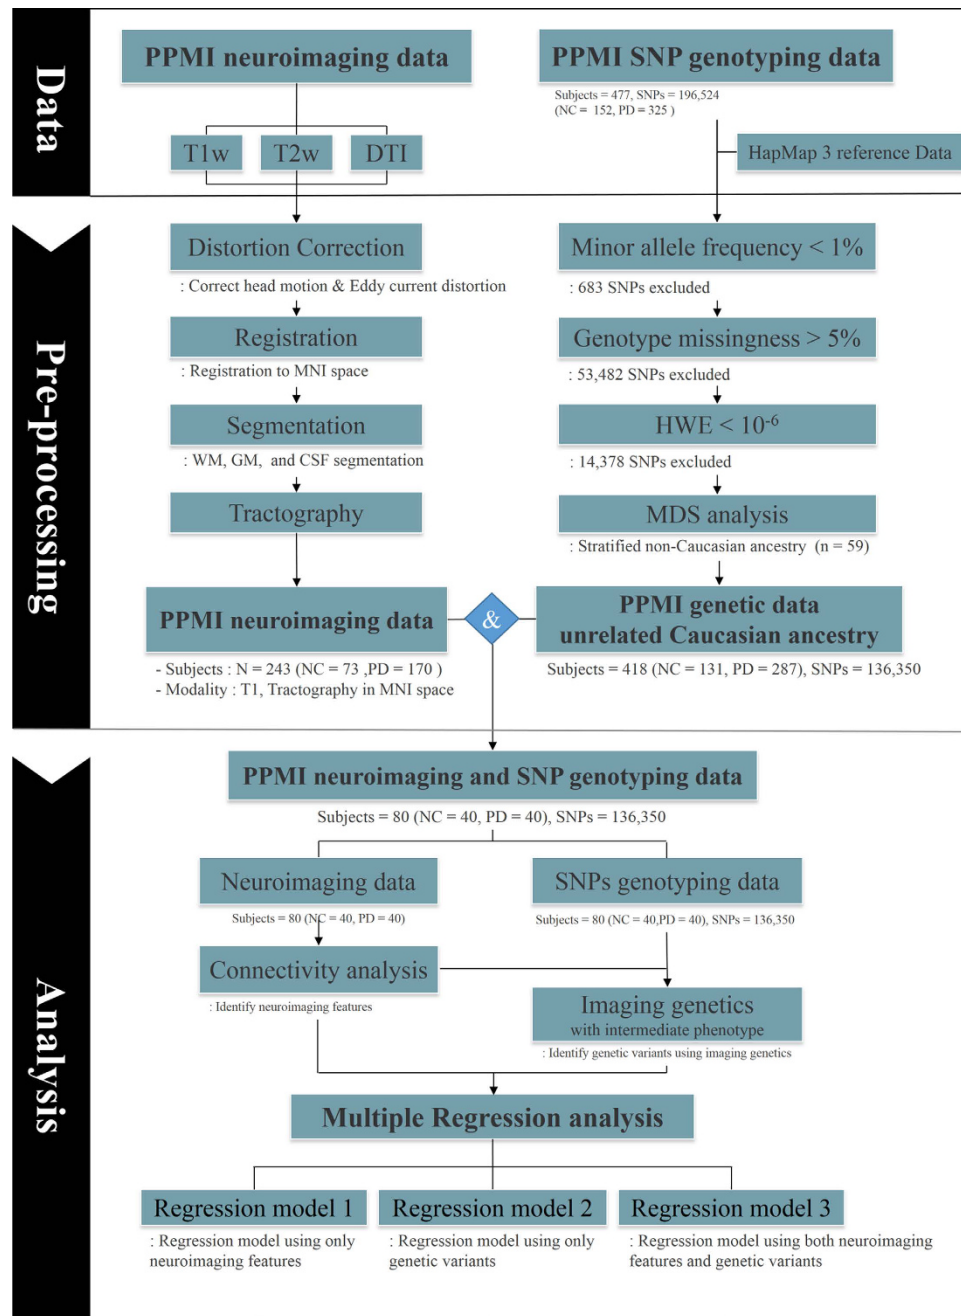 Data
PPMI neuroimaging data
T1w
T2w
DTI
PPMI SNP genotyping data
Subjects = 477, SNPs = 196,524
(NC = 152, PD = 325 )
HapMap 3 reference Data
Pre-processing
Distortion Correction
: Correct head motion & Eddy current distortion
Registration
: Registration to MNI space
Segmentation
: WM, GM, and CSF segmentation
Tractography
PPMI neuroimaging data
- Subjects : N = 243 (NC = 73 ,PD = 170 )
- Modality : T1, Tractography in MNI space
&
Minor allele frequency < 1%
: 683 SNPs excluded
Genotype missingness > 5%
: 53,482 SNPs excluded
HWE < 10⁻⁶
: 14,378 SNPs excluded
MDS analysis
: Stratified non-Caucasian ancestry (n = 59)
PPMI genetic data
unrelated Caucasian ancestry
Subjects = 418 (NC = 131, PD = 287), SNPs = 136,350
Analysis
PPMI neuroimaging and SNP genotyping data
Subjects = 80 (NC = 40, PD = 40), SNPs = 136,350
Neuroimaging data
Subjects = 80 (NC = 40, PD = 40)
SNPs genotyping data
Subjects = 80 (NC = 40,PD = 40), SNPs = 136,350
Connectivity analysis
: Identify neuroimaging features
Imaging genetics
with intermediate phenotype
: Identify genetic variants using imaging genetics
Multiple Regression analysis
Regression model 1
: Regression model using only
neuroimaging features
Regression model 2
: Regression model using only
genetic variants
Regression model 3
: Regression model using both neuroimaging
features and genetic variants